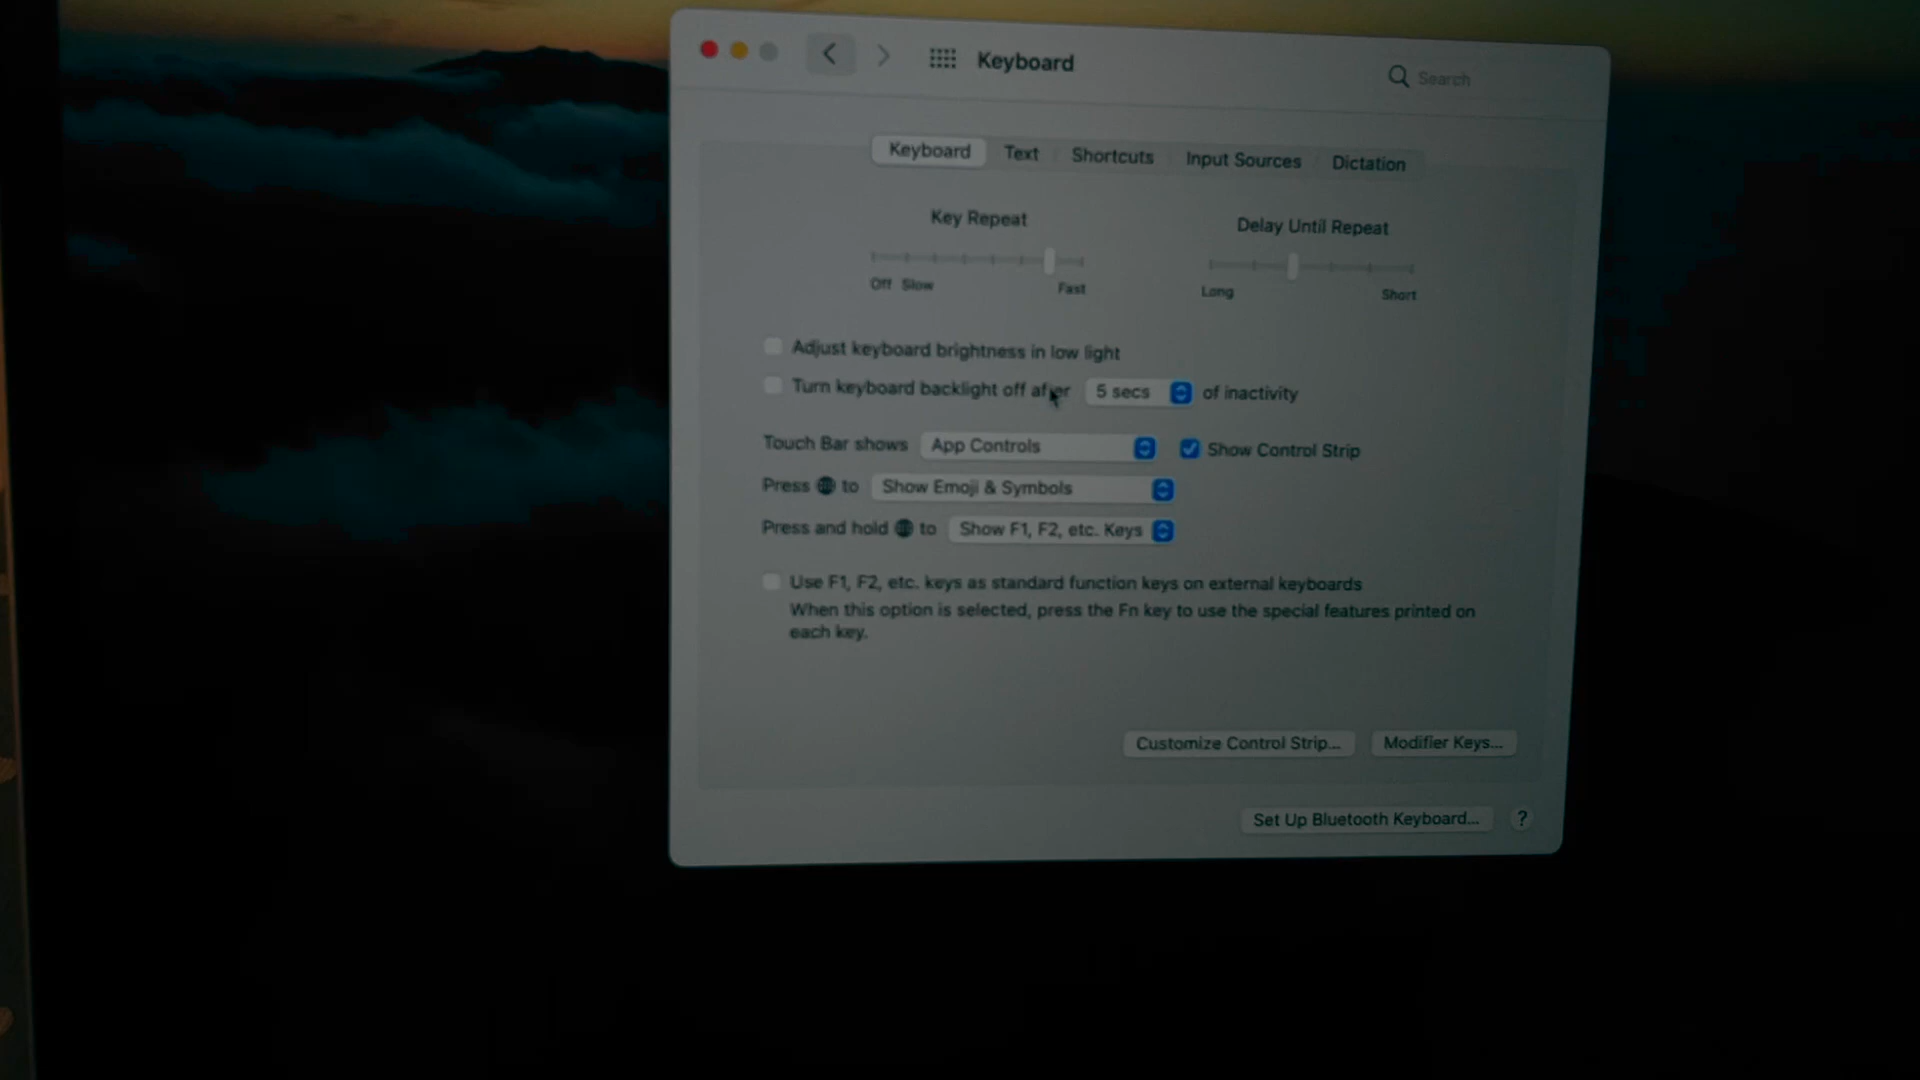 Keyboard
Search
Keyboard Text Shortcuts Input Sources Dictation
Key Repeat Delay Until Repeat
Off Slow Fast Long Short
Adjust keyboard brightness in low light
Turn keyboard backlight off after 5 secs of inactivity
Touch Bar shows App Controls Show Control Strip
Press to Show Emoji & Symbols
Press and hold to Show F1, F2, etc. Keys
Use F1, F2, etc. keys as standard function keys on external keyboards
When this option is selected, press the Fn key to use the special features printed on
each key.
Customize Control Strip... Modifier Keys...
Set Up Bluetooth Keyboard... ?